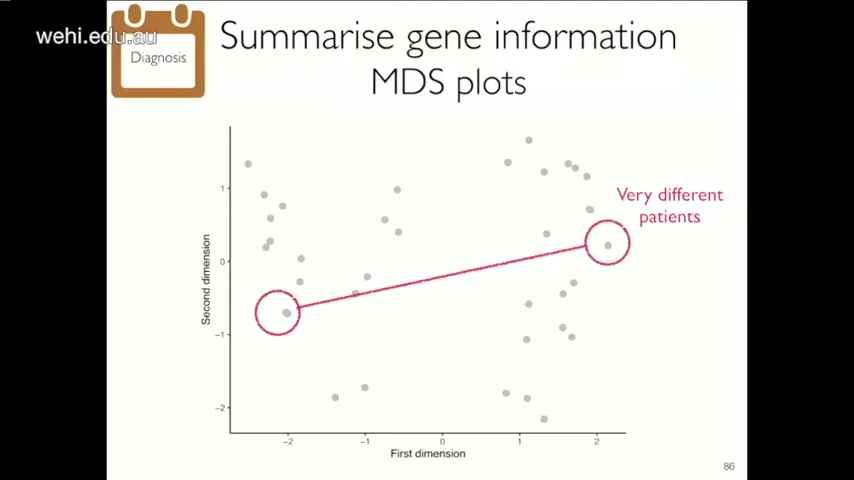 wehi.edu.au
Diagnosis
Summarise gene information
MDS plots
Very different
patients
Second dimension
1
0
−1
−2
−2
−1
0
1
2
First dimension
86